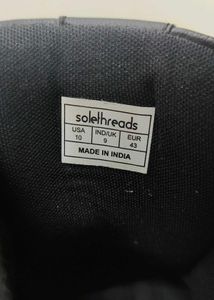 solethreads
USA IND/UK EUR
10 9 43
MADE IN INDIA